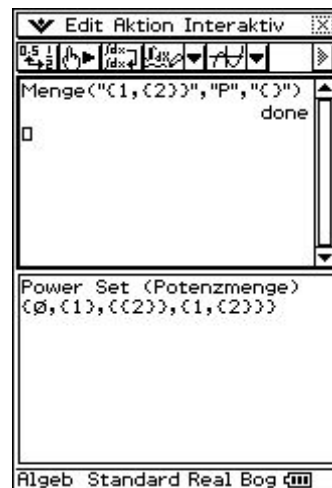 Edit Aktion Interaktiv
Menge("{1,{2}}","P","{}")
done
Power Set (Potenzmenge)
{Ø,{1},{{2}},{1,{2}}}
Algeb Standard Real Bog